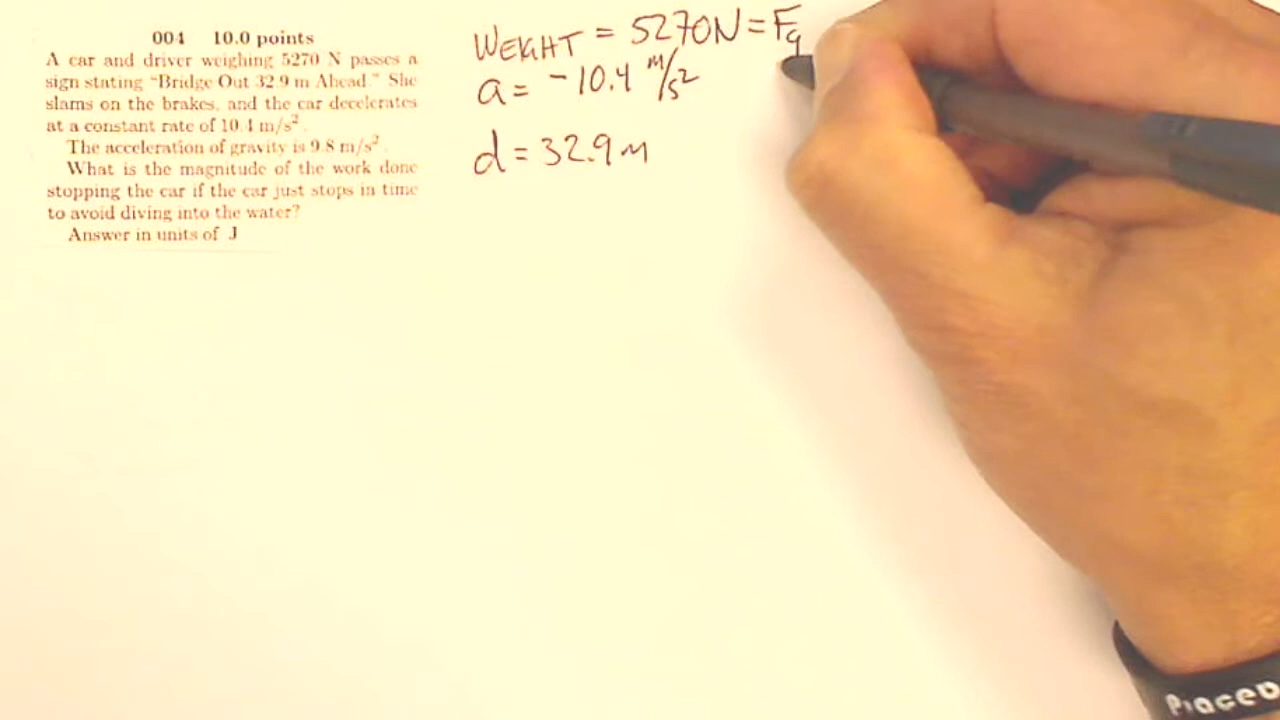 004 10.0 points
A car and driver weighing 5270 N passes a
sign stating “Bridge Out 32.9 m Ahead.” She
slams on the brakes, and the car decelerates
at a constant rate of 10.4 m/s².
The acceleration of gravity is 9.8 m/s².
What is the magnitude of the work done
stopping the car if the car just stops in time
to avoid diving into the water?
Answer in units of J
WEIGHT = 5270N = Fg
a = -10.4 m/s²
d = 32.9 m